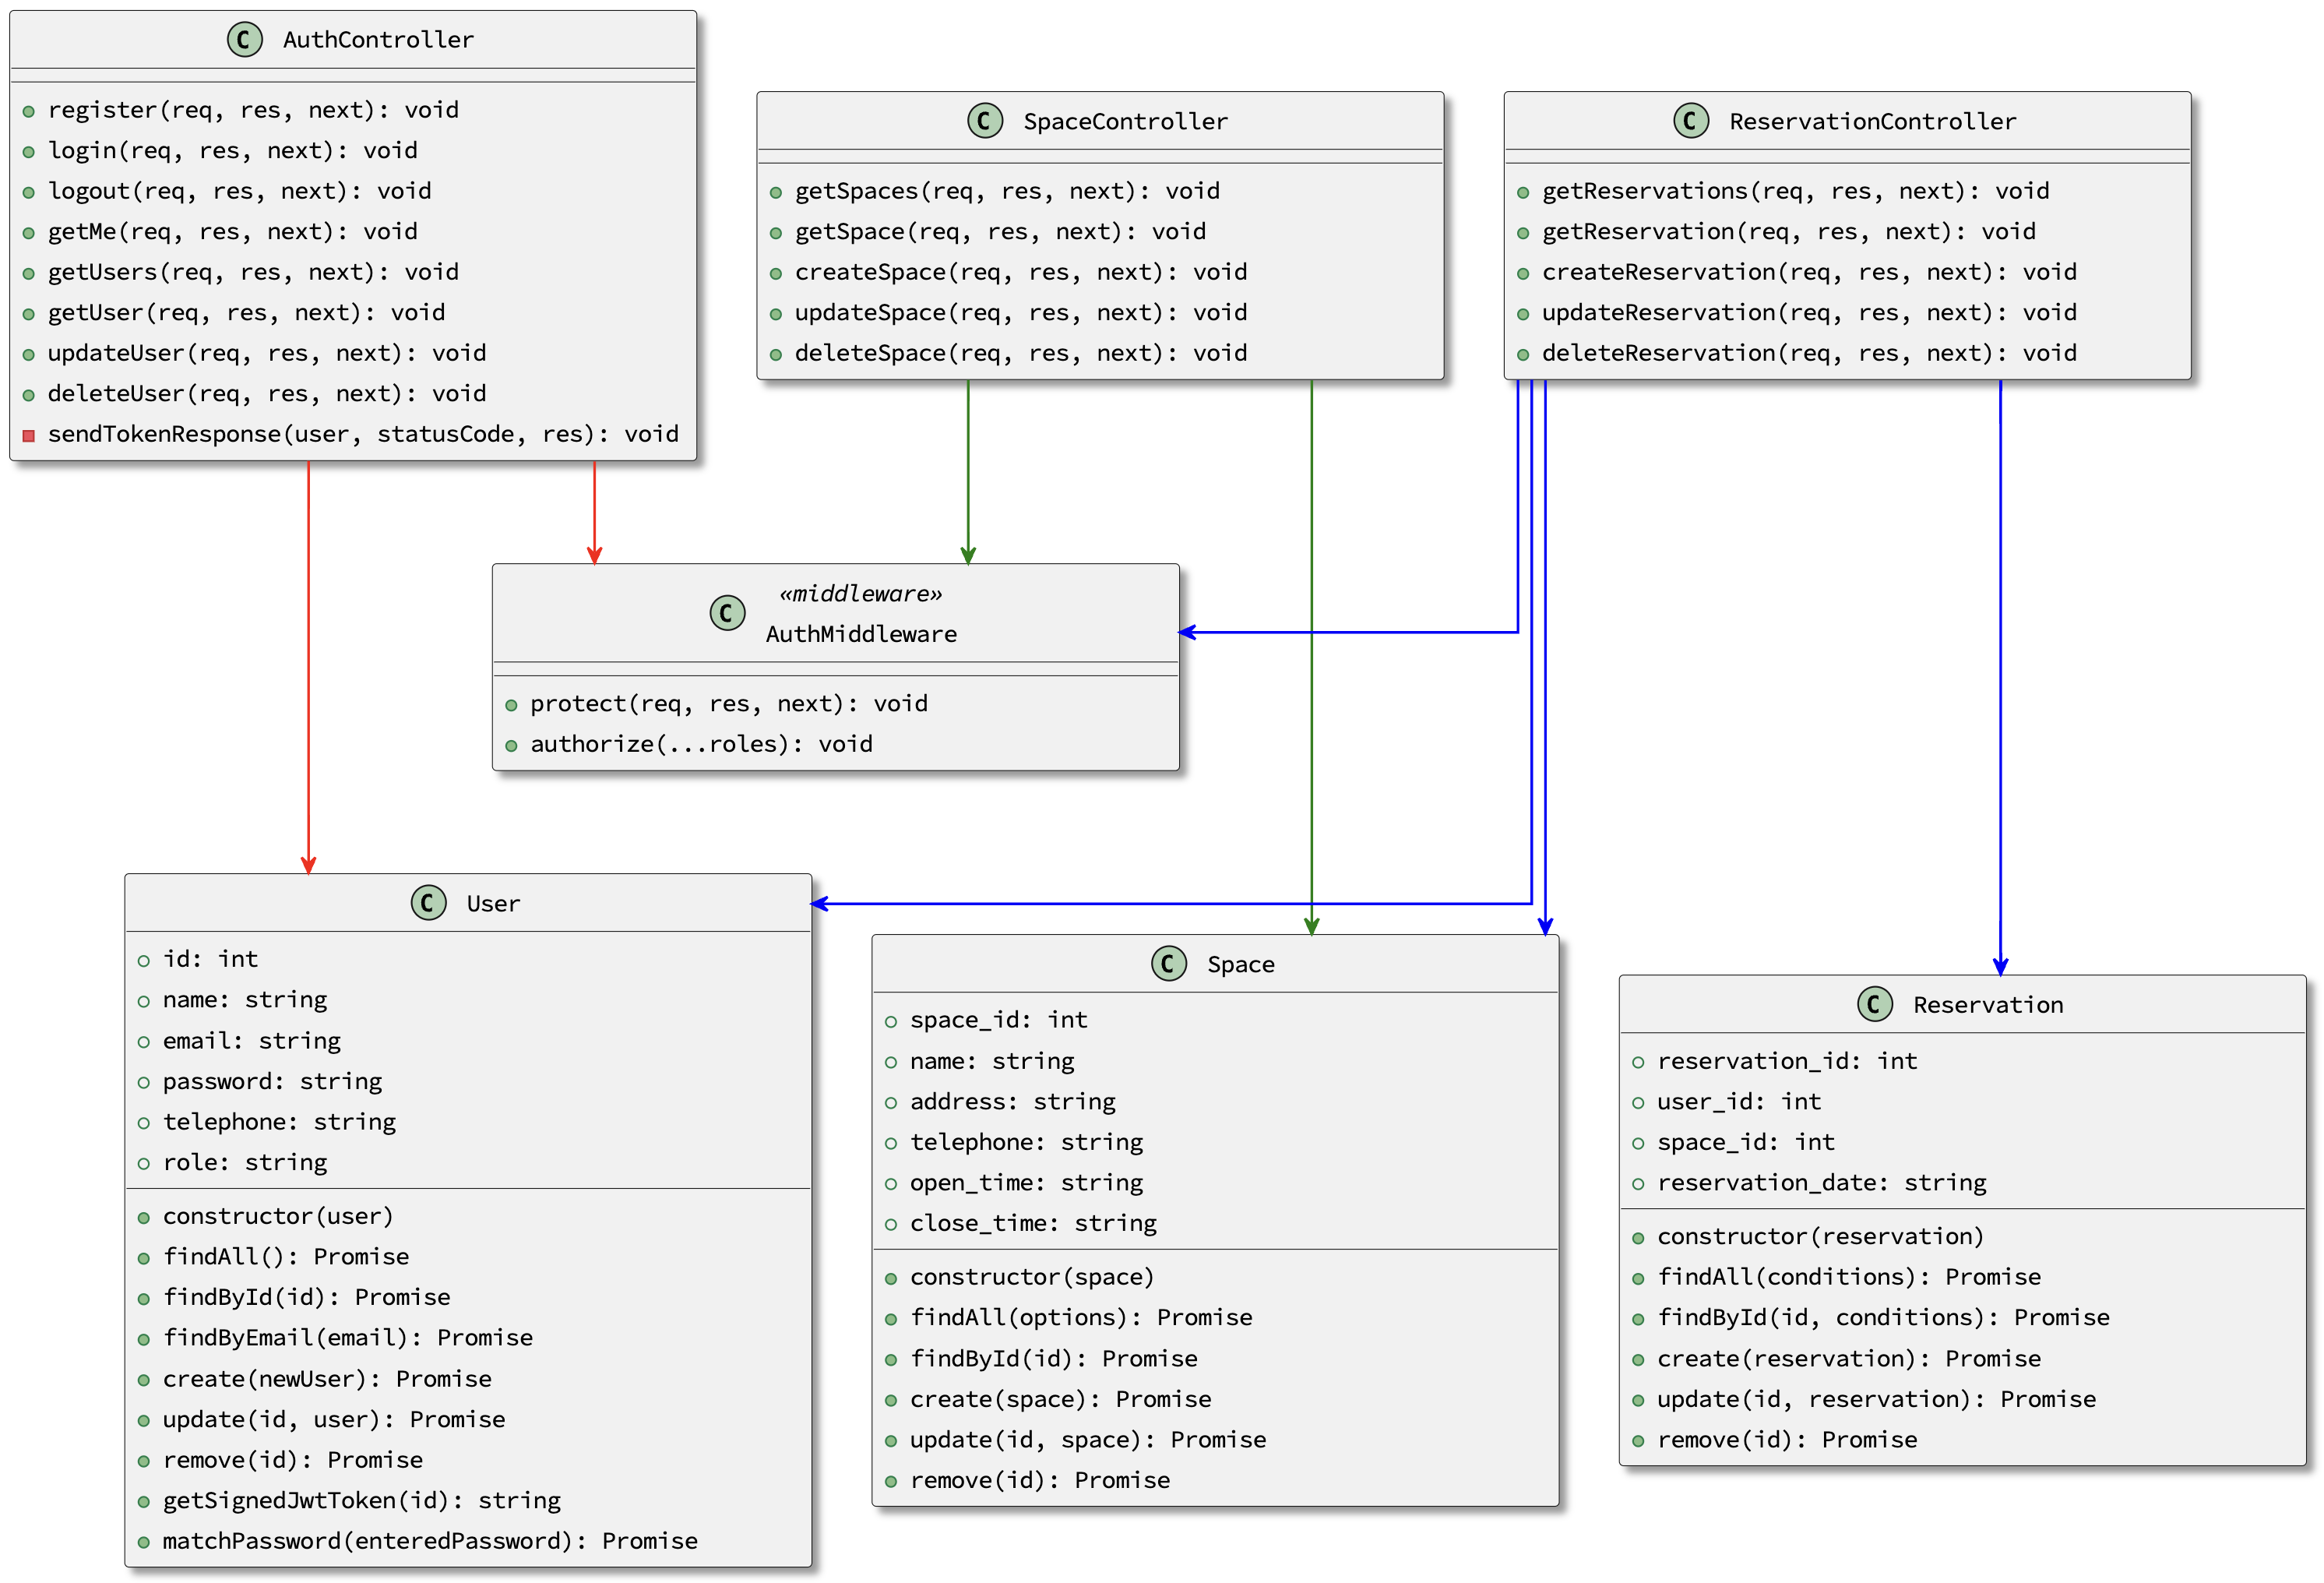 C AuthController
register(req, res, next): void
login(req, res, next): void
logout(req, res, next): void
getMe(req, res, next): void
getUsers(req, res, next): void
getUser(req, res, next): void
updateUser(req, res, next): void
deleteUser(req, res, next): void
sendTokenResponse(user, statusCode, res): void
C SpaceController
getSpaces(req, res, next): void
getSpace(req, res, next): void
createSpace(req, res, next): void
updateSpace(req, res, next): void
deleteSpace(req, res, next): void
C ReservationController
getReservations(req, res, next): void
getReservation(req, res, next): void
createReservation(req, res, next): void
updateReservation(req, res, next): void
deleteReservation(req, res, next): void
«middleware»
C AuthMiddleware
protect(req, res, next): void
authorize(...roles): void
C User
id: int
name: string
email: string
password: string
telephone: string
role: string
constructor(user)
findAll(): Promise
findById(id): Promise
findByEmail(email): Promise
create(newUser): Promise
update(id, user): Promise
remove(id): Promise
getSignedJwtToken(id): string
matchPassword(enteredPassword): Promise
C Space
space_id: int
name: string
address: string
telephone: string
open_time: string
close_time: string
constructor(space)
findAll(options): Promise
findById(id): Promise
create(space): Promise
update(id, space): Promise
remove(id): Promise
C Reservation
reservation_id: int
user_id: int
space_id: int
reservation_date: string
constructor(reservation)
findAll(conditions): Promise
findById(id, conditions): Promise
create(reservation): Promise
update(id, reservation): Promise
remove(id): Promise